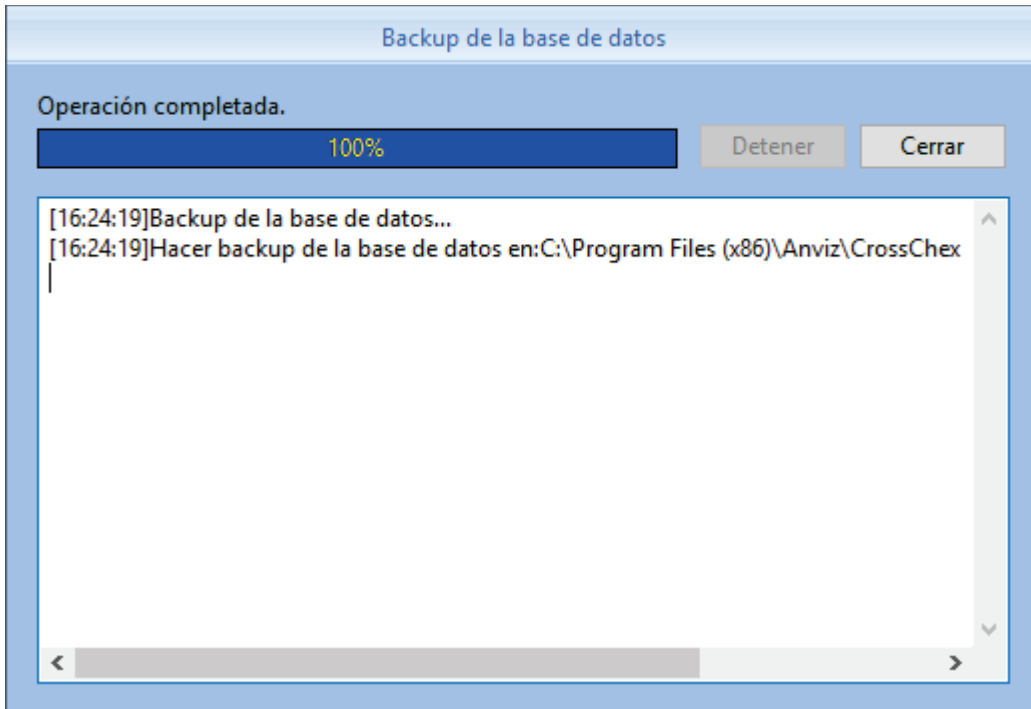 Backup de la base de datos
Operación completada.
100%
Detener
Cerrar
[16:24:19]Backup de la base de datos...
[16:24:19]Hacer backup de la base de datos en:C:\Program Files (x86)\Anviz\CrossChex